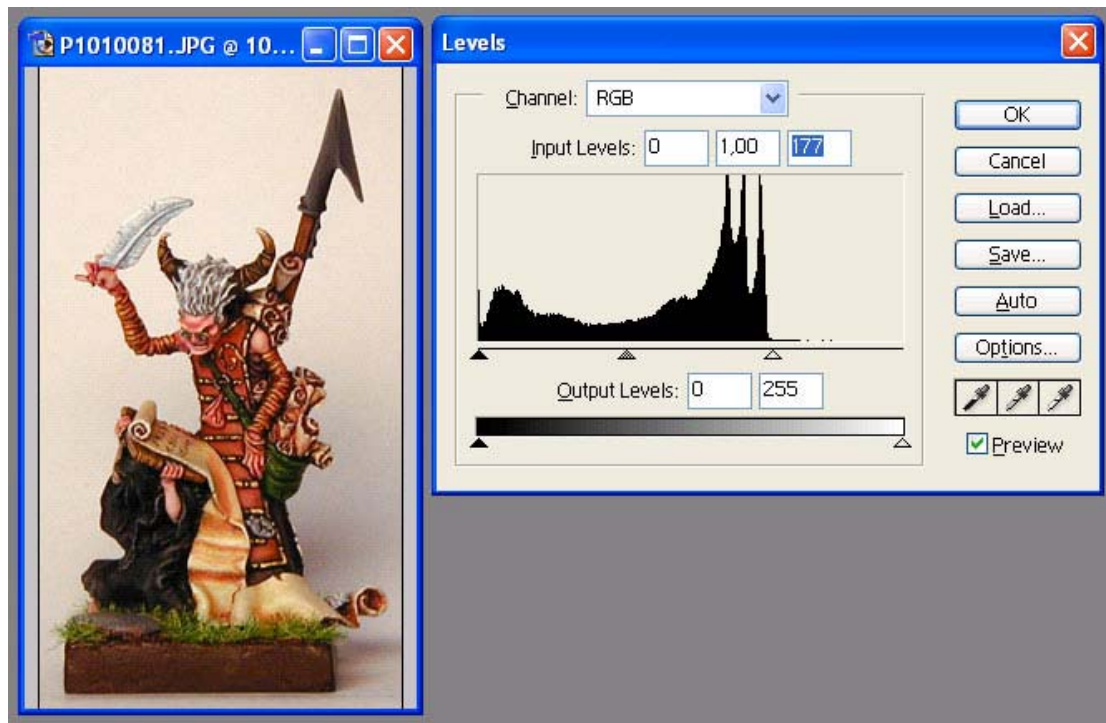 P1010081.JPG @ 10...
Levels
Channel: RGB
Input Levels: 0 1,00 177
Output Levels: 0 255
OK
Cancel
Load...
Save...
Auto
Options...
Preview